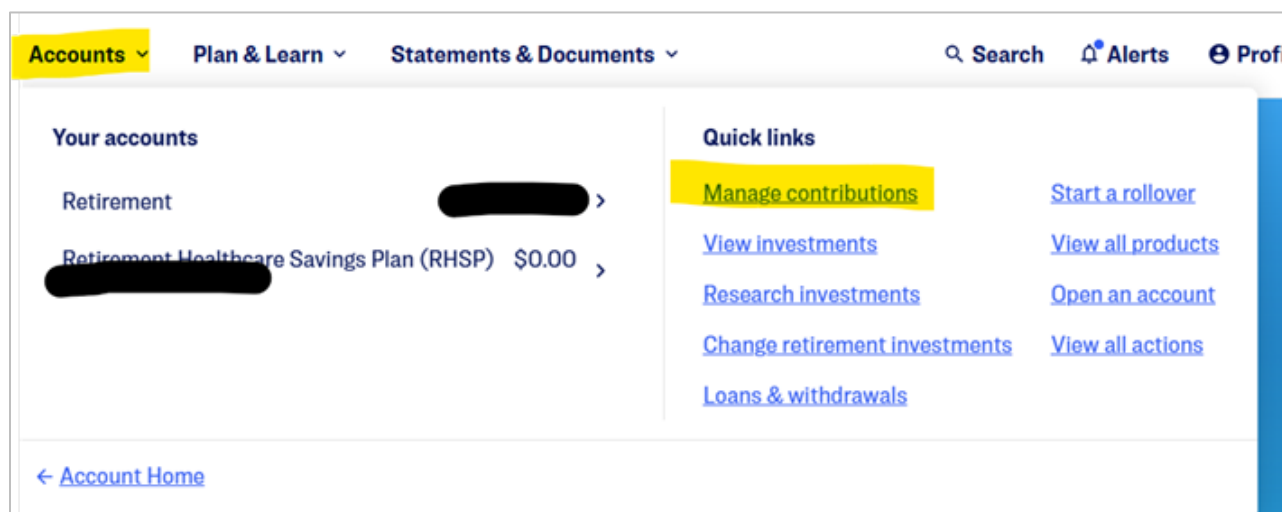 Accounts Plan & Learn Statements & Documents Search Alerts Prof
Your accounts
Retirement
Retirement Healthcare Savings Plan (RHSP) $0.00
Quick links
Manage contributions
View investments
Research investments
Change retirement investments
Loans & withdrawals
Start a rollover
View all products
Open an account
View all actions
← Account Home